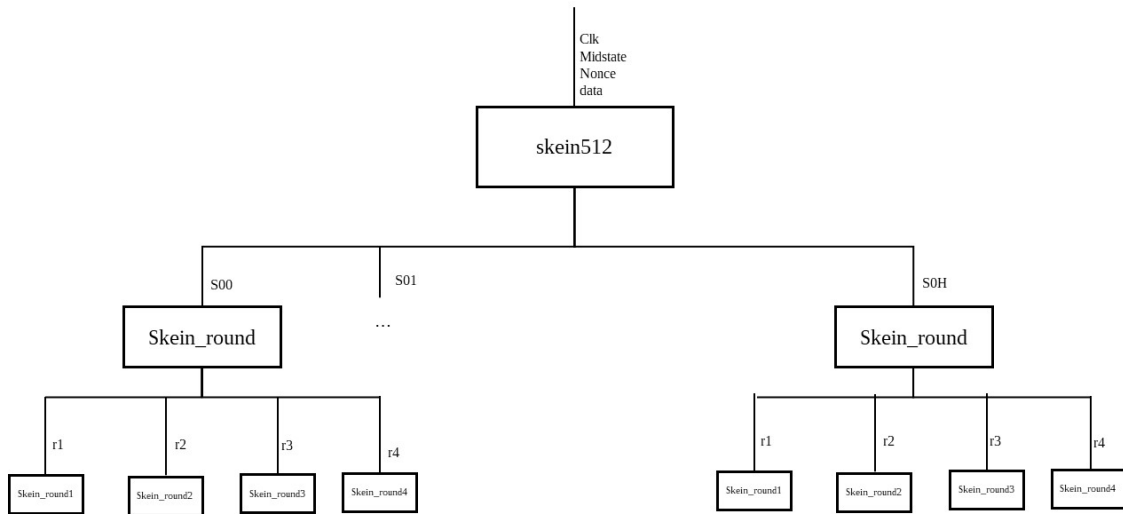 Clk
Midstate
Nonce
data
skein512
S00
S01
S0H
Skein_round
...
Skein_round
r1
r2
r3
r4
r1
r2
r3
r4
Skein_round1
Skein_round2
Skein_round3
Skein_round4
Skein_round1
Skein_round2
Skein_round3
Skein_round4